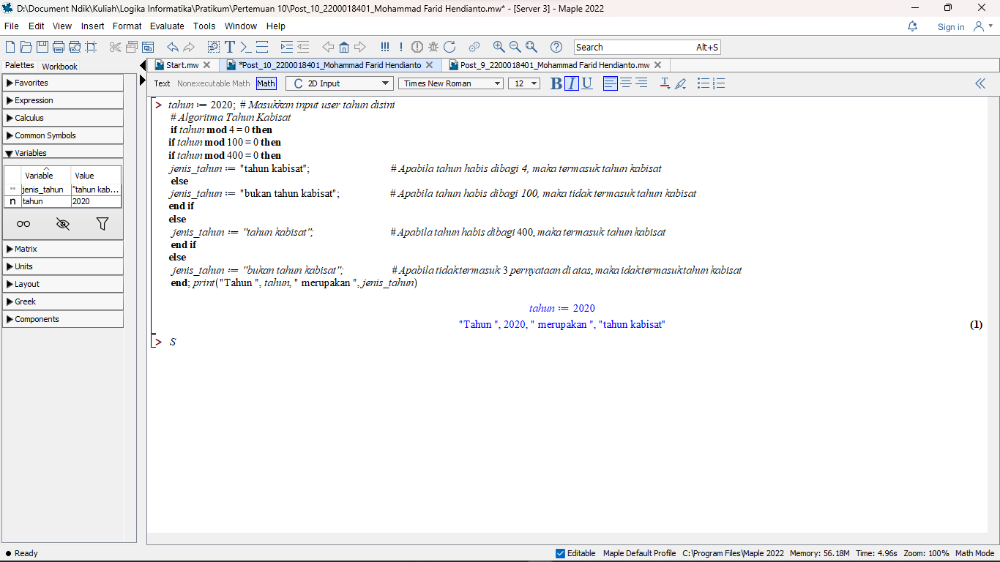 D:\Document Ndik\Kuliah\Logika Informatika\Pratikum\Pertemuan 10\Post_10_2200018401_Mohammad Farid Hendianto.mw* - [Server 3] - Maple 2022
File Edit View Insert Format Evaluate Tools Window Help
Sign in
Search Alt+S
Palettes Workbook
Start.mw *Post_10_2200018401_Mohammad Farid Hendianto Post_9_2200018401_Mohammad Farid Hendianto.mw
Text Nonexecutable Math Math C 2D Input Times New Roman 12 B I U
Favorites
Expression
Calculus
Common Symbols
Variables
Variable Value
"" jenis_tahun "tahun kab...
n tahun 2020
Matrix
Units
Layout
Greek
Components
> tahun := 2020; # Masukkan input user tahun disini
# Algoritma Tahun Kabisat
if tahun mod 4 = 0 then
if tahun mod 100 = 0 then
if tahun mod 400 = 0 then
jenis_tahun := "tahun kabisat"; # Apabila tahun habis dibagi 4, maka termasuk tahun kabisat
else
jenis_tahun := "bukan tahun kabisat"; # Apabila tahun habis dibagi 100, maka tidak termasuk tahun kabisat
end if
else
jenis_tahun := "tahun kabisat"; # Apabila tahun habis dibagi 400, maka termasuk tahun kabisat
end if
else
jenis_tahun := "bukan tahun kabisat"; # Apabila tidak termasuk 3 pernyataan di atas, maka idak termasuk tahun kabisat
end; print("Tahun ", tahun, " merupakan ", jenis_tahun)
tahun := 2020
"Tahun ", 2020, " merupakan ", "tahun kabisat" (1)
> S
Ready
Editable Maple Default Profile C:\Program Files\Maple 2022 Memory: 56.18M Time: 4.96s Zoom: 100% Math Mode